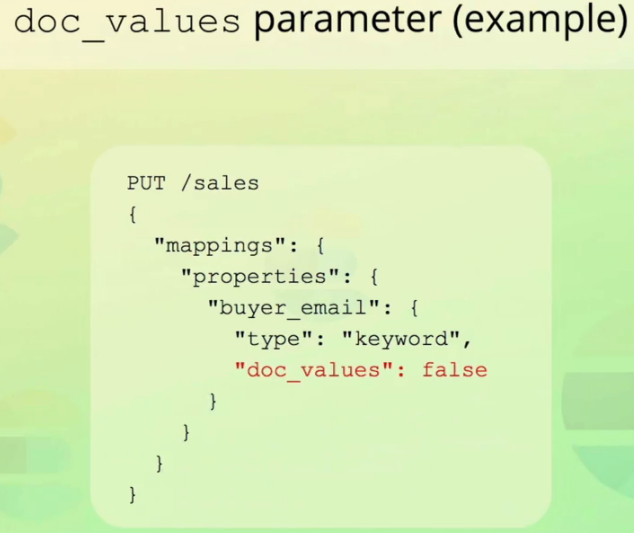 doc_values parameter (example)
PUT /sales
{
  "mappings": {
    "properties": {
      "buyer_email": {
        "type": "keyword",
        "doc_values": false
      }
    }
  }
}